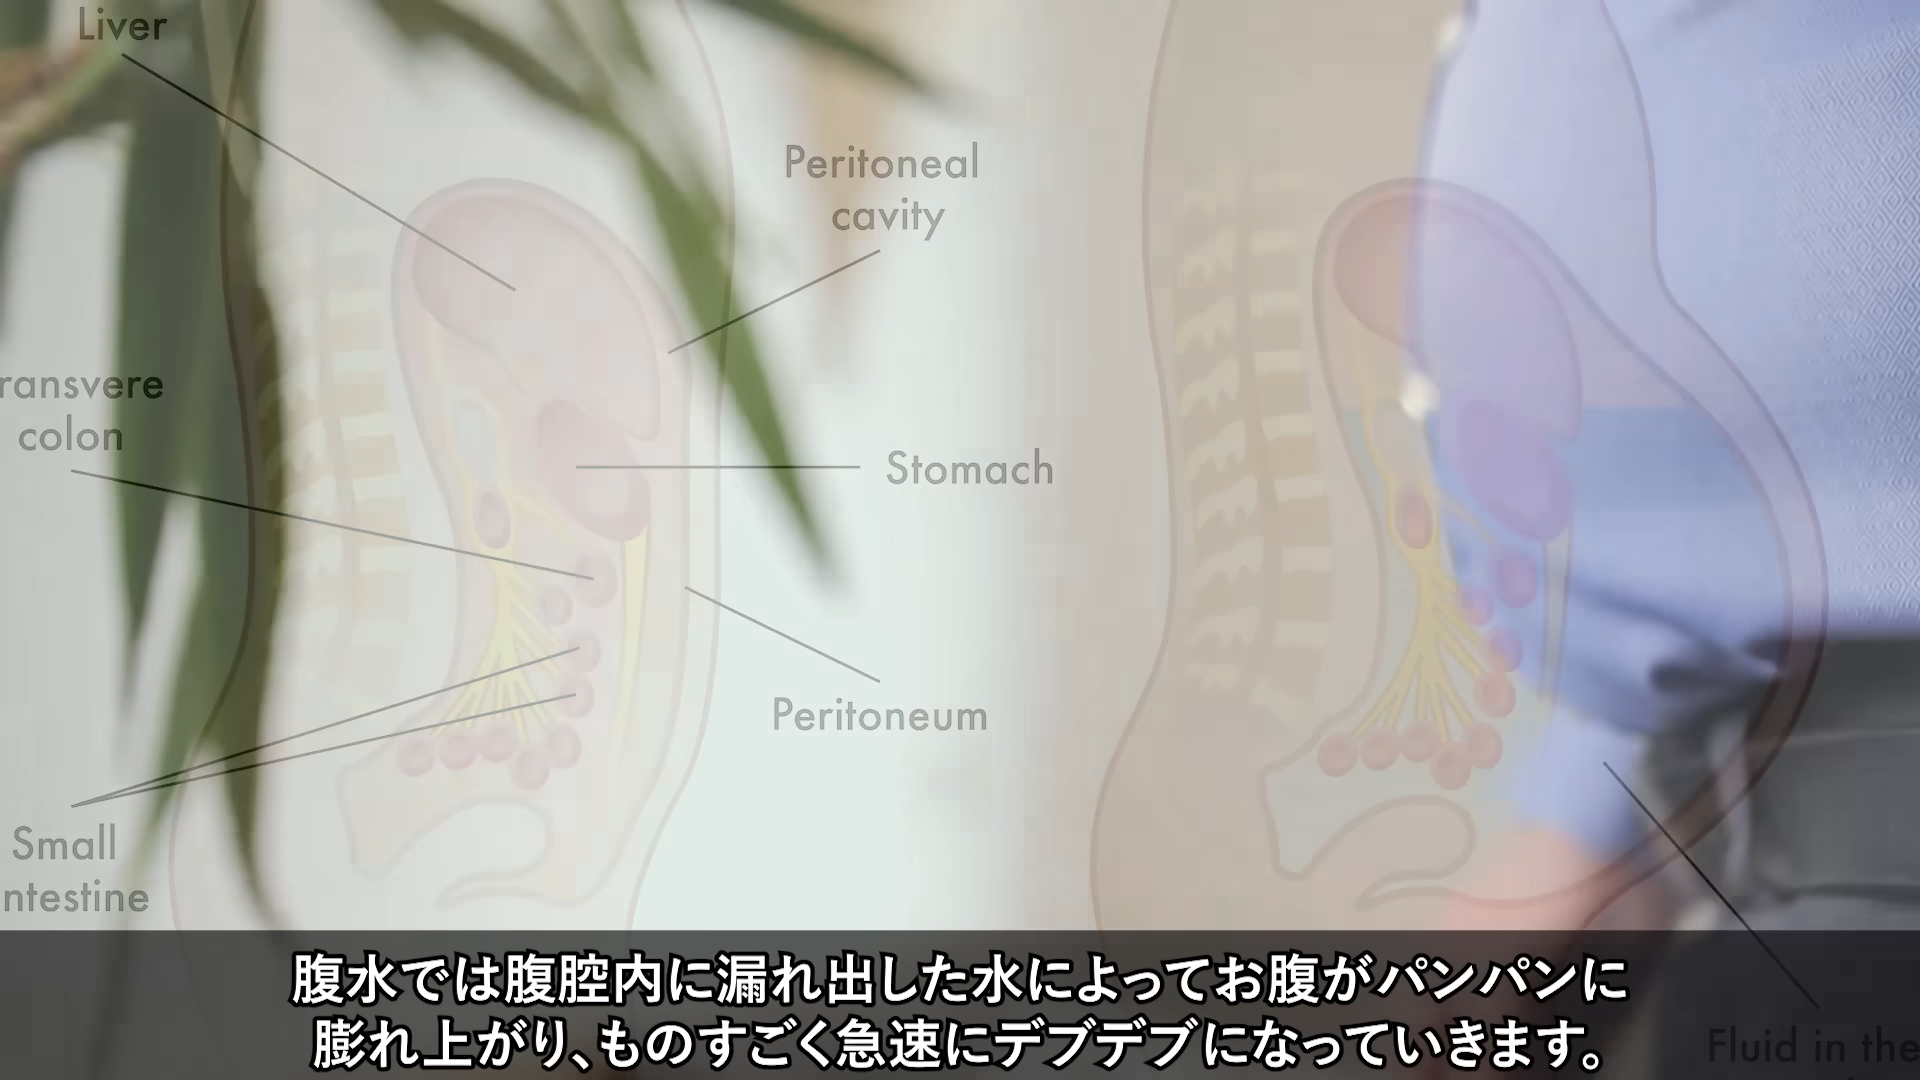 Liver
Peritoneal
cavity
ransvere
colon
Stomach
Peritoneum
Small
ntestine
Fluid in the
腹水では腹腔内に漏れ出した水によってお腹がパンパンに
膨れ上がり、ものすごく急速にデブデブになっていきます。